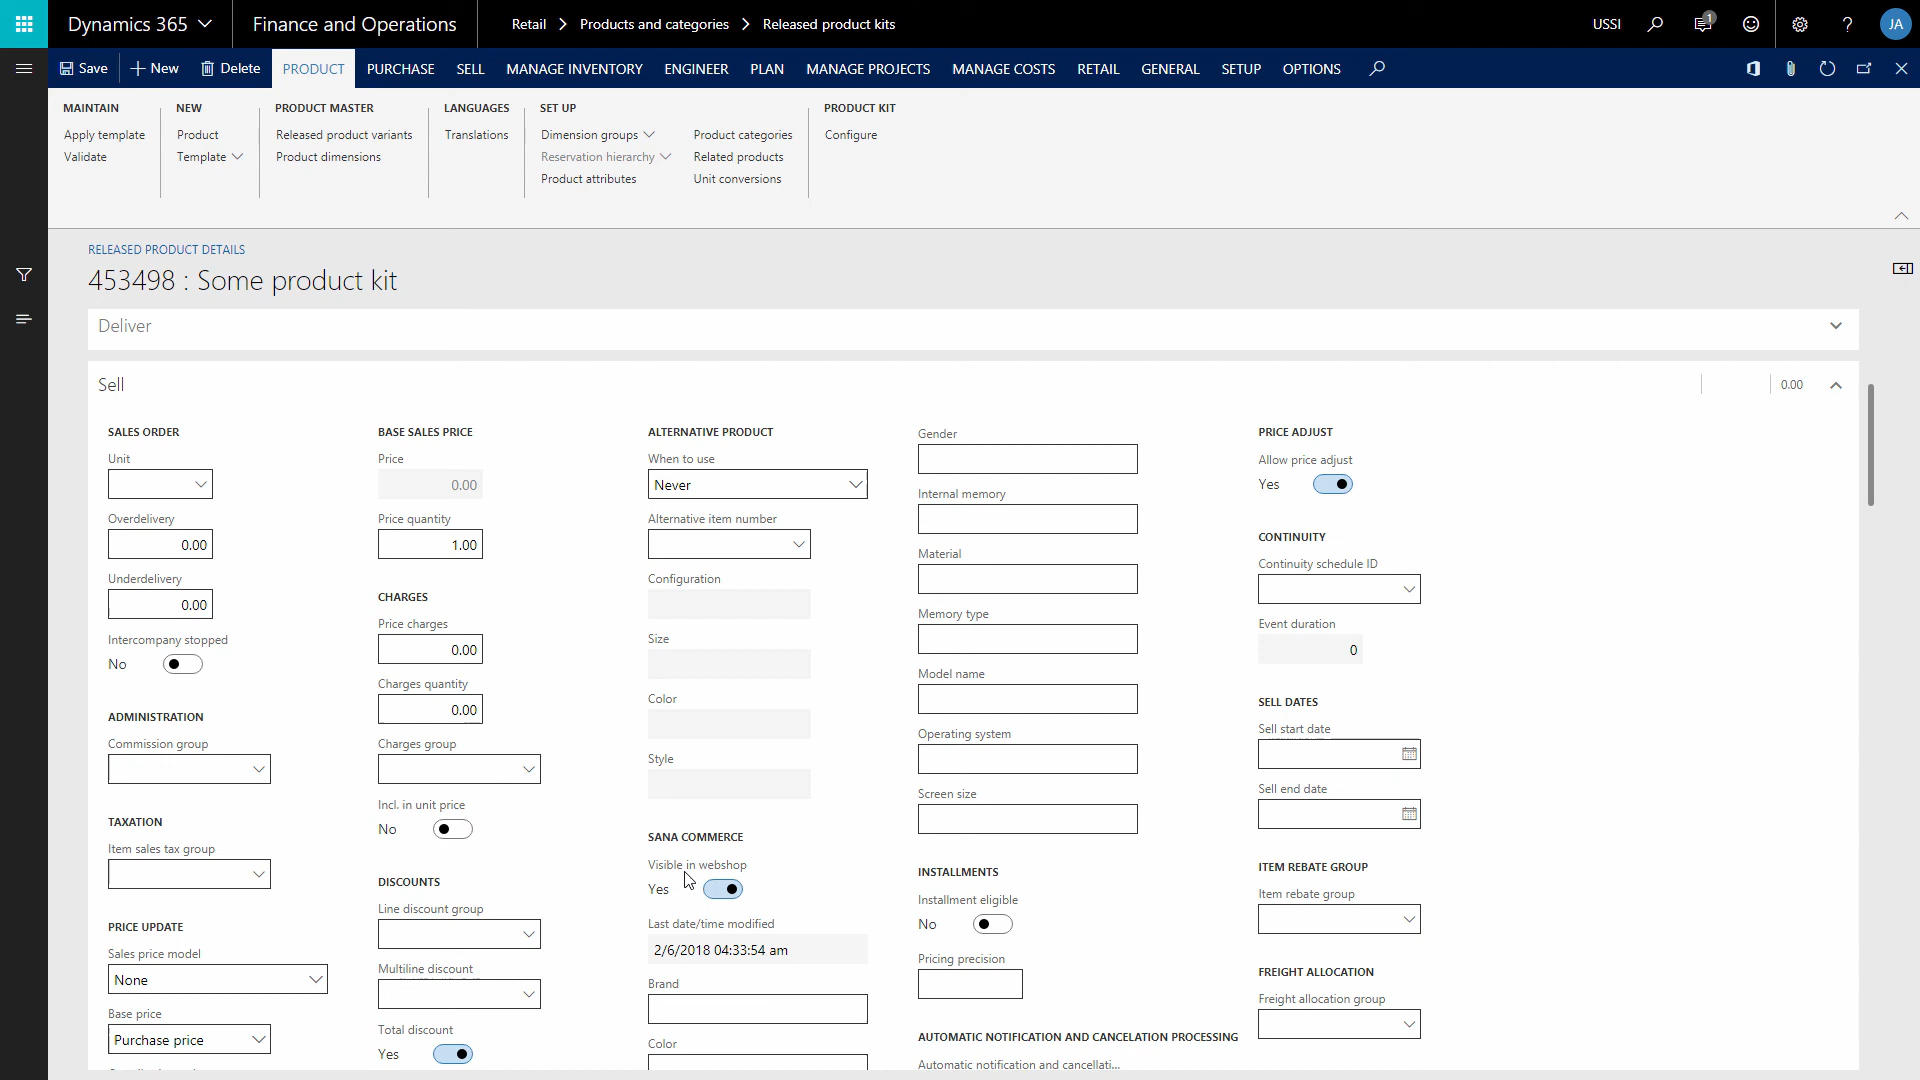 Dynamics 365
Finance and Operations
Retail > Products and categories > Released product kits
USSI
1
JA
Save
New
Delete
PRODUCT
PURCHASE
SELL
MANAGE INVENTORY
ENGINEER
PLAN
MANAGE PROJECTS
MANAGE COSTS
RETAIL
GENERAL
SETUP
OPTIONS
MAINTAIN
Apply template
Validate
NEW
Product
Template
PRODUCT MASTER
Released product variants
Product dimensions
LANGUAGES
Translations
SET UP
Dimension groups
Reservation hierarchy
Product attributes
Product categories
Related products
Unit conversions
PRODUCT KIT
Configure
RELEASED PRODUCT DETAILS
453498 : Some product kit
Deliver
Sell
0.00
SALES ORDER
Unit
Overdelivery
0.00
Underdelivery
0.00
Intercompany stopped
No
ADMINISTRATION
Commission group
TAXATION
Item sales tax group
PRICE UPDATE
Sales price model
None
Base price
Purchase price
BASE SALES PRICE
Price
0.00
Price quantity
1.00
CHARGES
Price charges
0.00
Charges quantity
0.00
Charges group
Incl. in unit price
No
DISCOUNTS
Line discount group
Multiline discount
Total discount
Yes
ALTERNATIVE PRODUCT
When to use
Never
Alternative item number
Configuration
Size
Color
Style
SANA COMMERCE
Visible in webshop
Yes
Last date/time modified
2/6/2018 04:33:54 am
Brand
Color
Gender
Internal memory
Material
Memory type
Model name
Operating system
Screen size
INSTALLMENTS
Installment eligible
No
Pricing precision
AUTOMATIC NOTIFICATION AND CANCELATION PROCESSING
Automatic notification and cancellati...
PRICE ADJUST
Allow price adjust
Yes
CONTINUITY
Continuity schedule ID
Event duration
0
SELL DATES
Sell start date
Sell end date
ITEM REBATE GROUP
Item rebate group
FREIGHT ALLOCATION
Freight allocation group